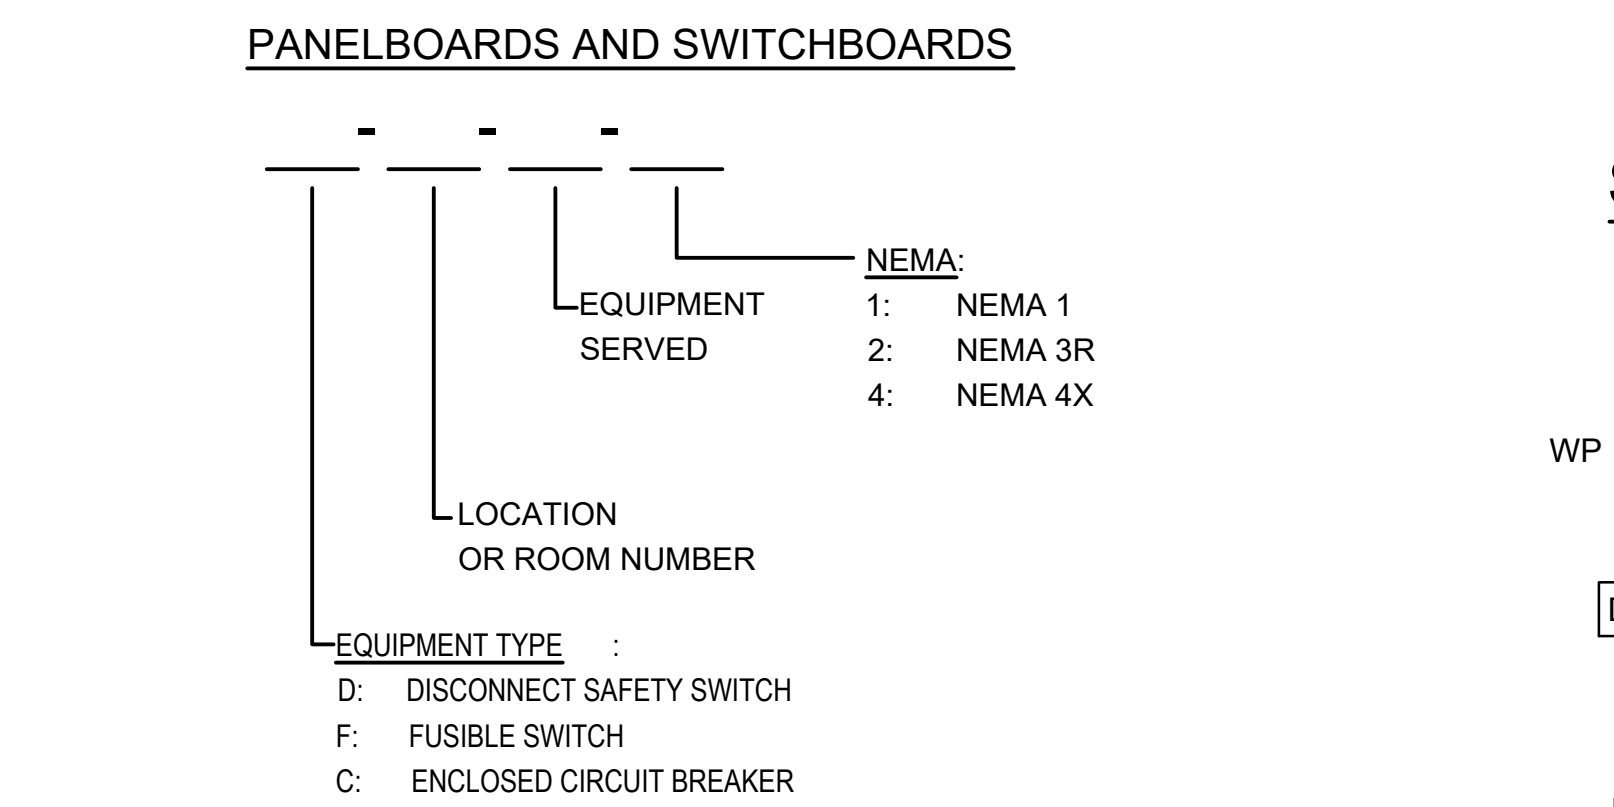 PANELBOARDS AND SWITCHBOARDS
- - -
NEMA:
1: NEMA 1
2: NEMA 3R
4: NEMA 4X
EQUIPMENT
SERVED
LOCATION
OR ROOM NUMBER
EQUIPMENT TYPE :
D: DISCONNECT SAFETY SWITCH
F: FUSIBLE SWITCH
C: ENCLOSED CIRCUIT BREAKER
WP